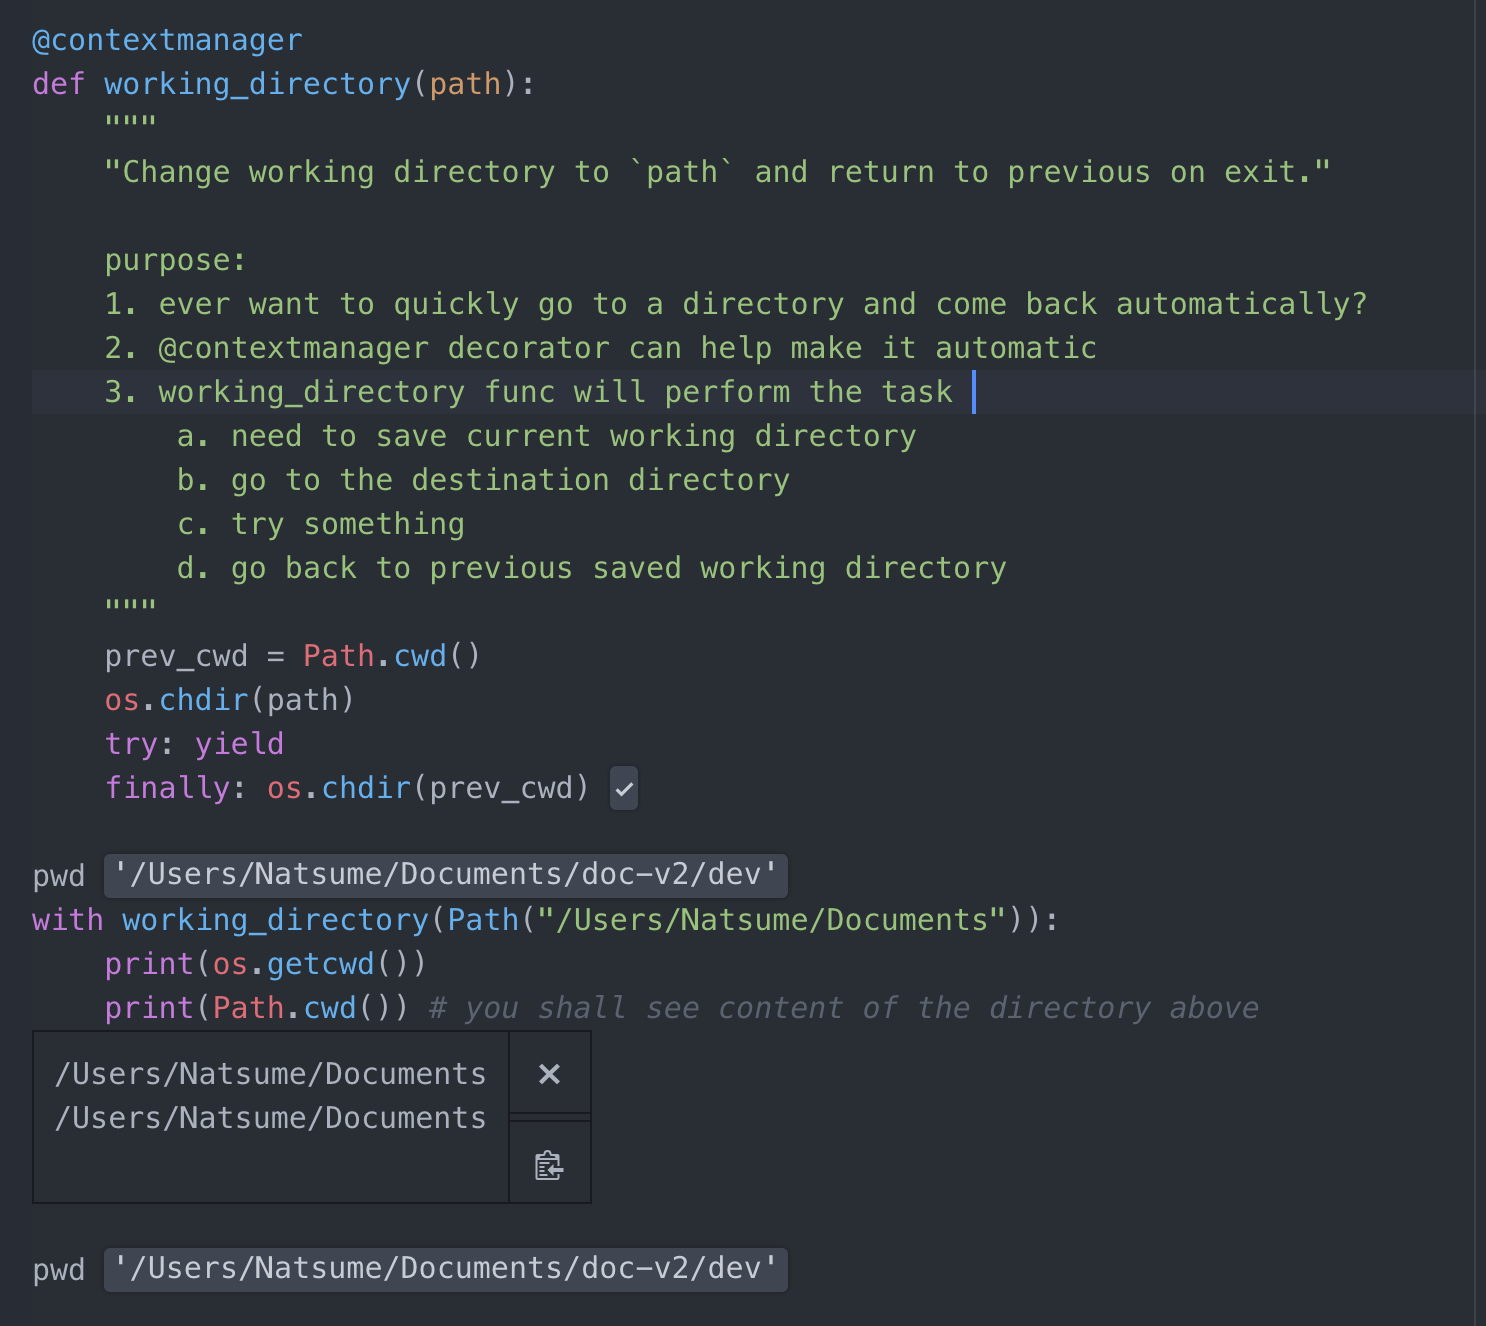 @contextmanager
def working_directory(path):
    """
    "Change working directory to `path` and return to previous on exit."

    purpose:
    1. ever want to quickly go to a directory and come back automatically?
    2. @contextmanager decorator can help make it automatic
    3. working_directory func will perform the task
        a. need to save current working directory
        b. go to the destination directory
        c. try something
        d. go back to previous saved working directory
    """
    prev_cwd = Path.cwd()
    os.chdir(path)
    try: yield
    finally: os.chdir(prev_cwd) ✓

pwd '/Users/Natsume/Documents/doc-v2/dev'
with working_directory(Path("/Users/Natsume/Documents")):
    print(os.getcwd())
    print(Path.cwd()) # you shall see content of the directory above
/Users/Natsume/Documents
/Users/Natsume/Documents

pwd '/Users/Natsume/Documents/doc-v2/dev'